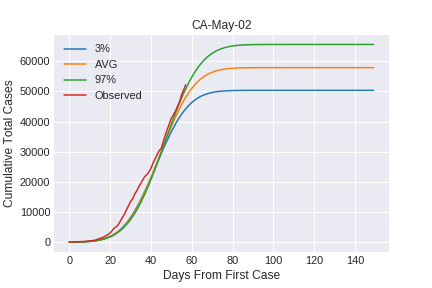 CA-May-02
3%
AVG
97%
Observed
Cumulative Total Cases
60000
50000
40000
30000
20000
10000
0
0 20 40 60 80 100 120 140
Days From First Case